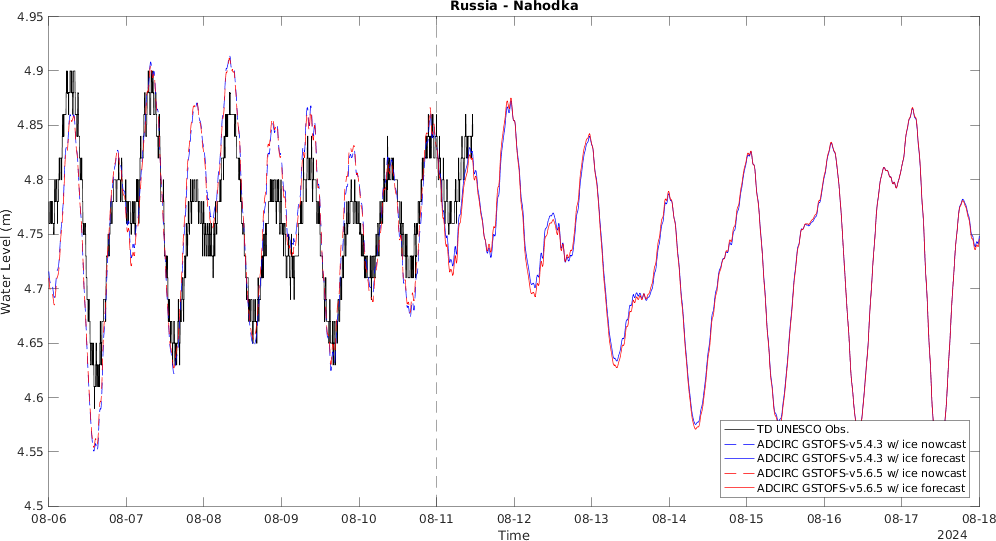 Russia - Nahodka
4.95
4.9
4.85
4.8
4.75
4.7
4.65
4.6
4.55
4.5
Water Level (m)
TD UNESCO Obs.
ADCIRC GSTOFS-v5.4.3 w/ ice nowcast
ADCIRC GSTOFS-v5.4.3 w/ ice forecast
ADCIRC GSTOFS-v5.6.5 w/ ice nowcast
ADCIRC GSTOFS-v5.6.5 w/ ice forecast
08-06 08-07 08-08 08-09 08-10 08-11 08-12 08-13 08-14 08-15 08-16 08-17 08-18
Time
2024